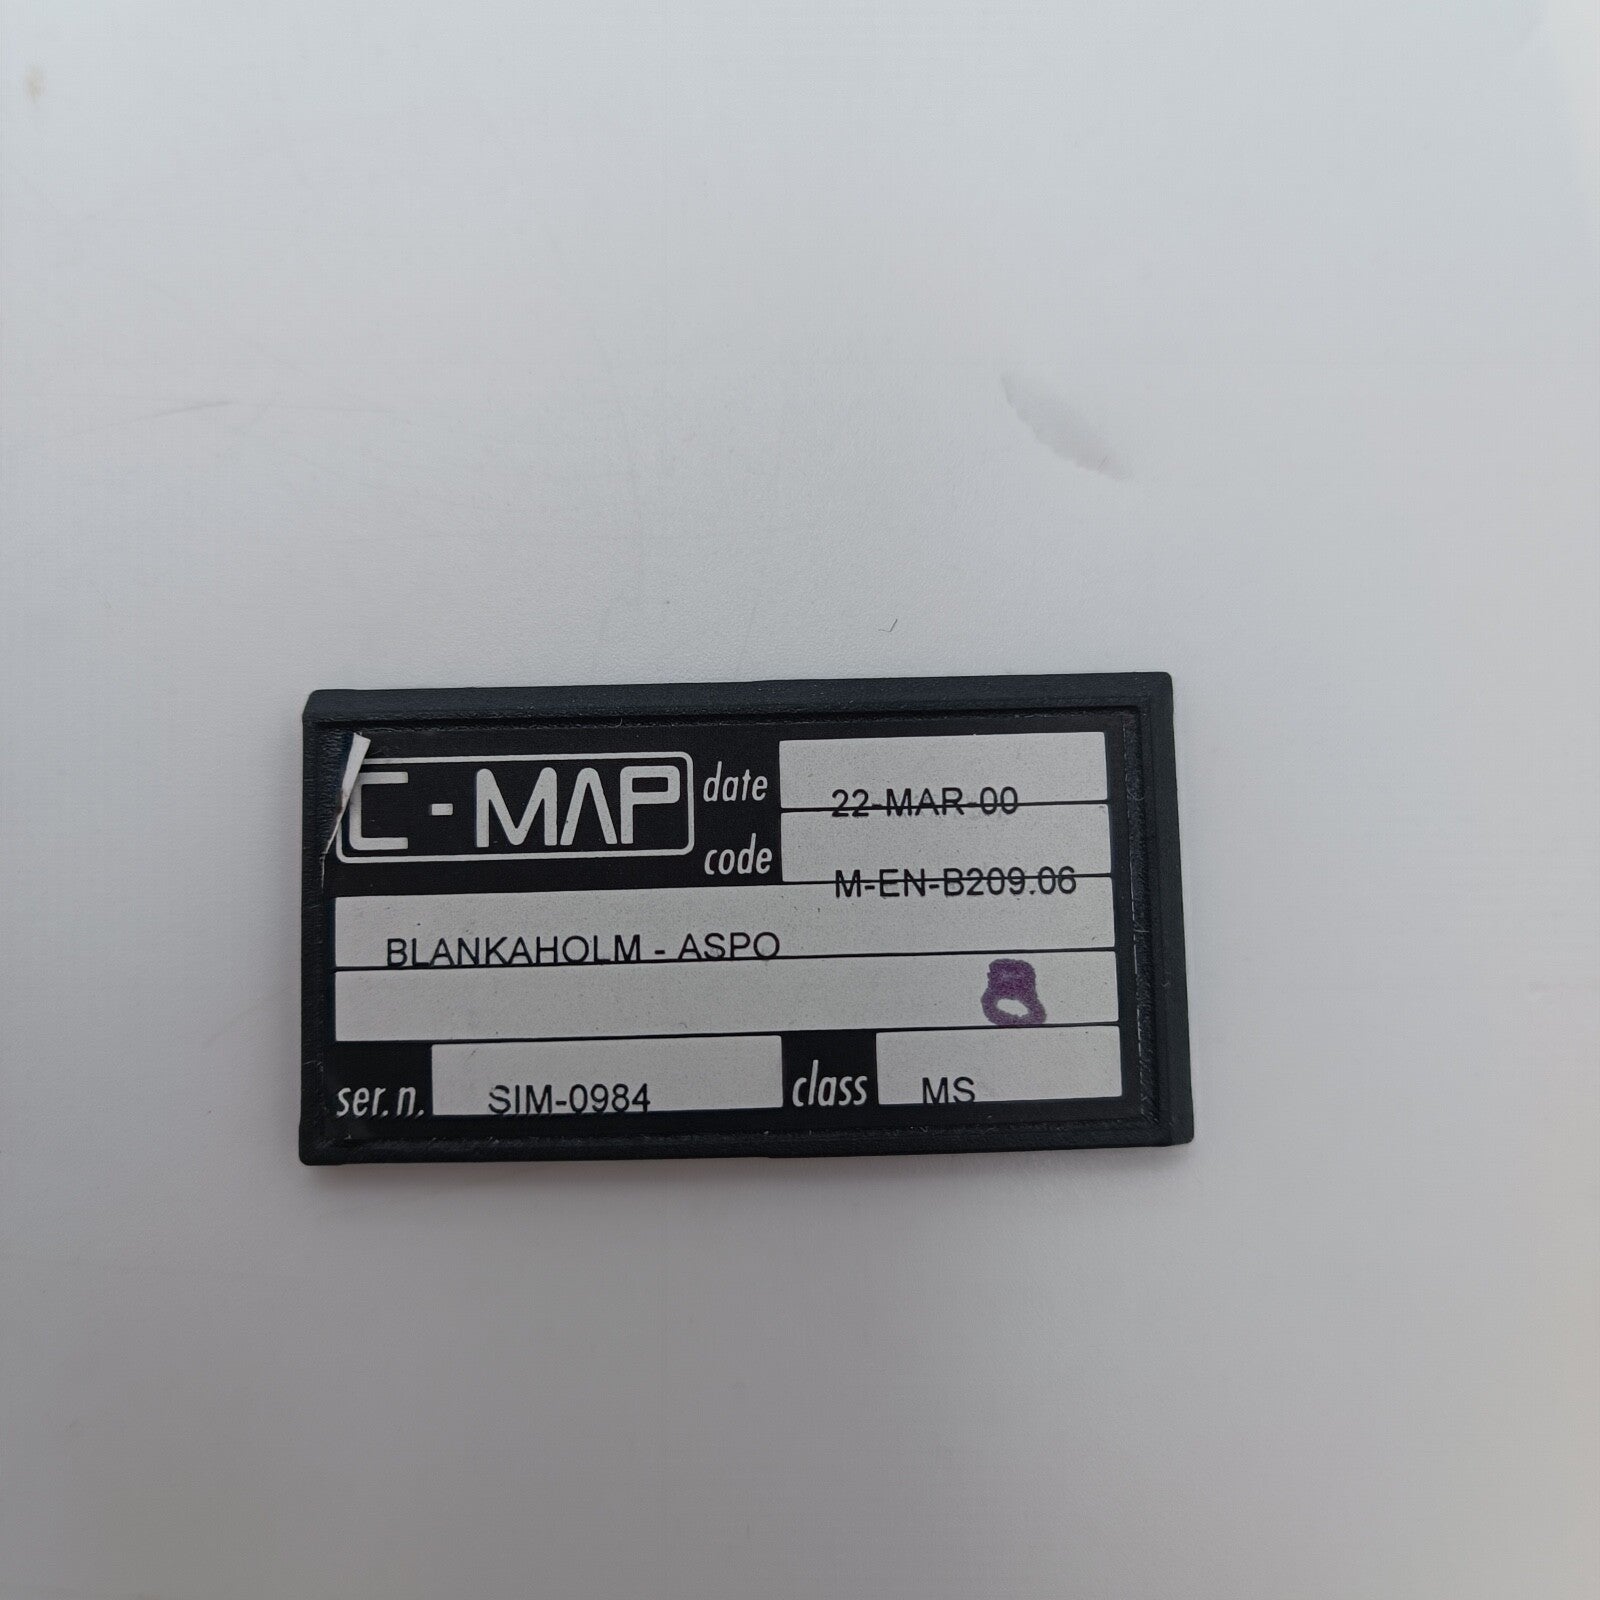 C-MAP
date 22-MAR-00
code M-EN-B209.06
BLANKAHOLM - ASPO
8
ser.n. SIM-0984 class MS